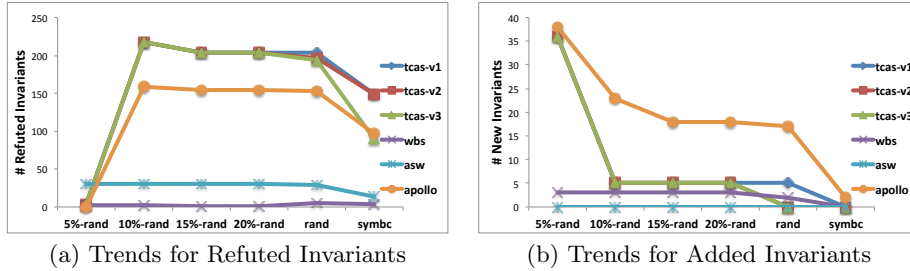 # Refuted Invariants
250
200
150
100
50
0
5%-rand 10%-rand 15%-rand 20%-rand rand symbc
tcas-v1
tcas-v2
tcas-v3
wbs
asw
apollo
(a) Trends for Refuted Invariants
# New Invariants
40
35
30
25
20
15
10
5
0
5%-rand 10%-rand 15%-rand 20%-rand rand symbc
tcas-v1
tcas-v2
tcas-v3
wbs
asw
apollo
(b) Trends for Added Invariants